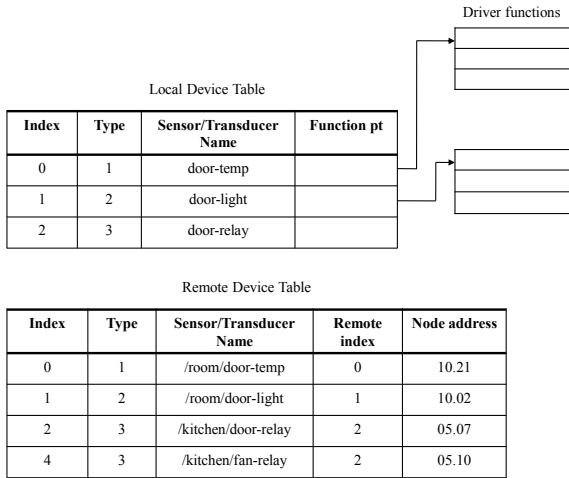 Driver functions
Local Device Table
Index Type Sensor/Transducer Name Function pt
0 1 door-temp
1 2 door-light
2 3 door-relay
Remote Device Table
Index Type Sensor/Transducer Name Remote index Node address
0 1 /room/door-temp 0 10.21
1 2 /room/door-light 1 10.02
2 3 /kitchen/door-relay 2 05.07
4 3 /kitchen/fan-relay 2 05.10